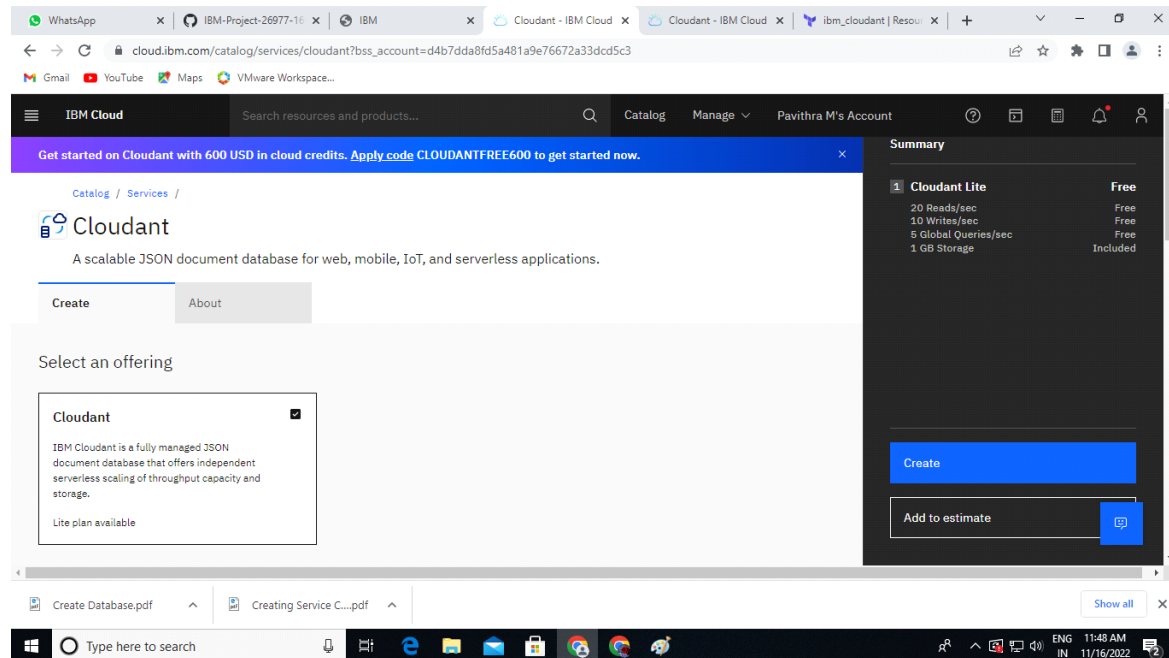 WhatsApp
IBM-Project-26977-16
IBM
Cloudant - IBM Cloud
Cloudant - IBM Cloud
ibm_cloudant | Resour
cloud.ibm.com/catalog/services/cloudant?bss_account=d4b7dda8fd5a481a9e76672a33dcd5c3
Gmail
YouTube
Maps
VMware Workspace...
IBM Cloud
Search resources and products...
Catalog
Manage
Pavithra M's Account
Get started on Cloudant with 600 USD in cloud credits. Apply code CLOUDANTFREE600 to get started now.
Catalog / Services /
Cloudant
A scalable JSON document database for web, mobile, IoT, and serverless applications.
Create
About
Select an offering
Cloudant
IBM Cloudant is a fully managed JSON
document database that offers independent
serverless scaling of throughput capacity and
storage.
Lite plan available
Summary
1 Cloudant Lite Free
20 Reads/sec Free
10 Writes/sec Free
5 Global Queries/sec Free
1 GB Storage Included
Create
Add to estimate
Create Database.pdf
Creating Service C....pdf
Show all
Type here to search
ENG
IN
11:48 AM
11/16/2022
2